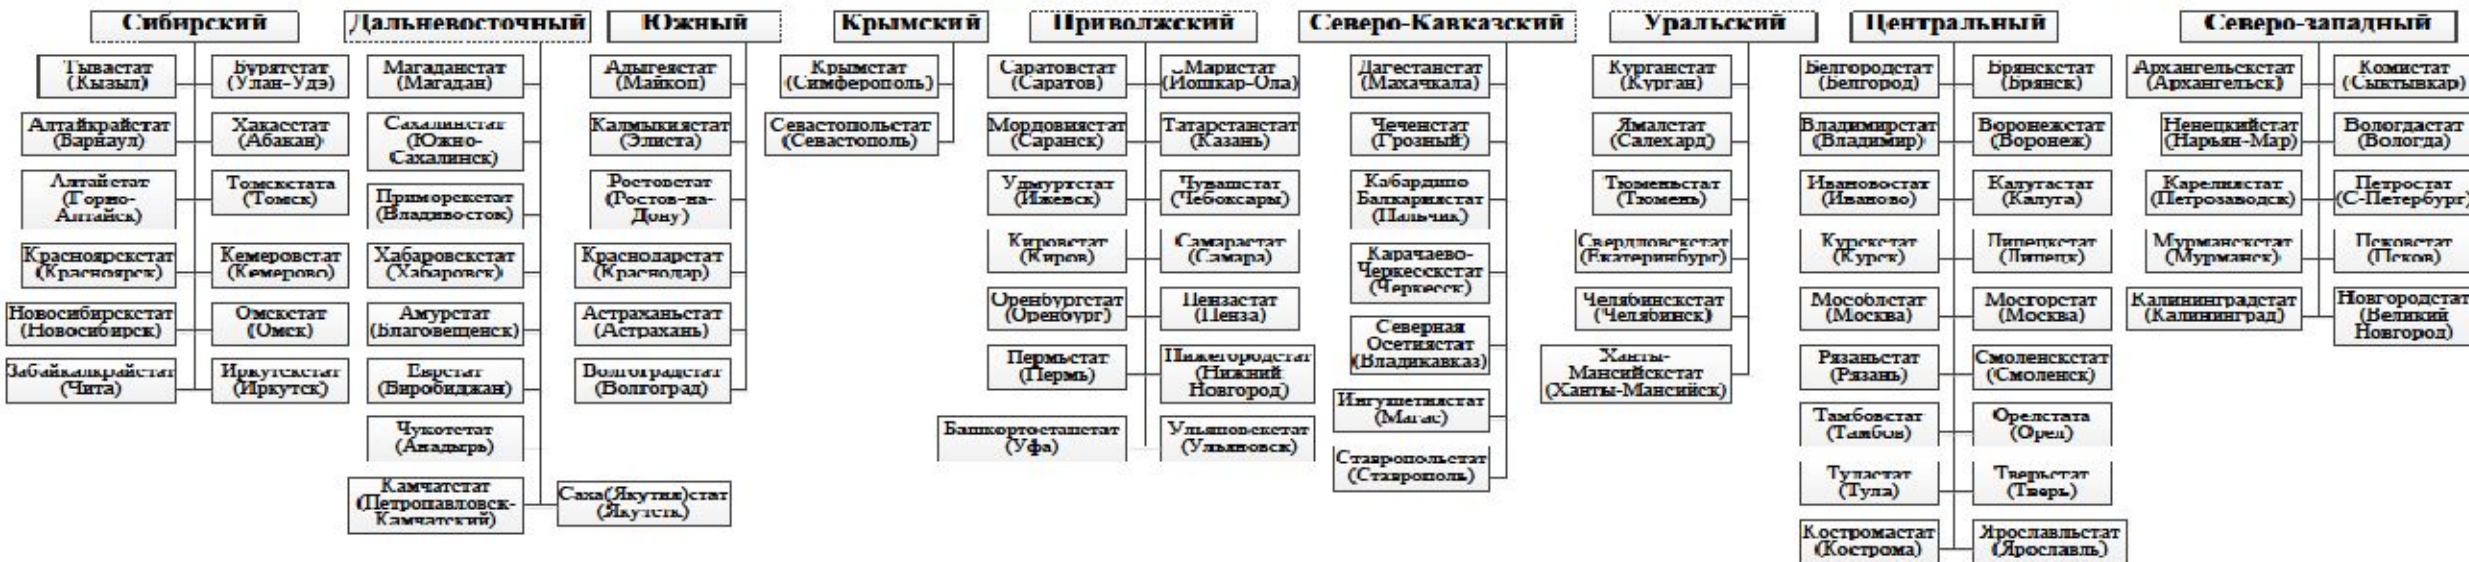 Сибирский
Тывастат
(Кызыл)
Бурятстат
(Улан-Удэ)
Алтайкрайстат
(Барнаул)
Хакасстат
(Абакан)
Алтайстат
(Горно-
Алтайск)
Томскстата
(Томск)
Красноярскстат
(Красноярск)
Кемеровстат
(Кемерово)
Новосибирскстат
(Новосибирск)
Омскстат
(Омск)
Забайкалкрайстат
(Чита)
Иркутскстат
(Иркутск)
Дальневосточный
Магаданстат
(Магадан)
Сахалинстат
(Южно-
Сахалинск)
Приморскстат
(Владивосток)
Хабаровскстат
(Хабаровск)
Амурстат
(Благовещенск)
Еврстат
(Биробиджан)
Чукотстат
(Анадырь)
Камчатстат
(Петропавловск-
Камчатский)
Саха(Якутия)стат
(Якутстк)
Южный
Адыгеястат
(Майкоп)
Калмыкиястат
(Элиста)
Ростовстат
(Ростов-на-
Дону)
Краснодарстат
(Краснодар)
Астраханьстат
(Астрахань)
Волгоградстат
(Волгоград)
Крымский
Крымстат
(Симферополь)
Севастопольстат
(Севастополь)
Приволжский
Саратовстат
(Саратов)
Маристат
(Йошкар-Ола)
Мордовиястат
(Саранск)
Татарстанстат
(Казань)
Удмуртстат
(Ижевск)
Чувашстат
(Чебоксары)
Кировстат
(Киров)
Самарастат
(Самара)
Оренбургстат
(Оренбург)
Пензастат
(Пенза)
Пермьстат
(Пермь)
Нижегородстат
(Нижний
Новгород)
Башкортостанстат
(Уфа)
Ульяновскстат
(Ульяновск)
Северо-Кавказский
Дагестанстат
(Махачкала)
Чеченстат
(Грозный)
Кабардино
Балкариястат
(Нальчик)
Карачаево-
Черкесскстат
(Черкесск)
Северная
Осетиястат
(Владикавказ)
Ингушетиястат
(Магас)
Ставропольстат
(Ставрополь)
Уральский
Курганстат
(Курган)
Ямалстат
(Салехард)
Тюменьстат
(Тюмень)
Свердловскстат
(Екатеринбург)
Челябинскстат
(Челябинск)
Ханты-
Мансийскстат
(Ханты-Мансийск)
Центральный
Белгородстат
(Белгород)
Брянскстат
(Брянск)
Владимирстат
(Владимир)
Воронежстат
(Воронеж)
Ивановостат
(Иваново)
Калугастат
(Калуга)
Курскстат
(Курск)
Липецкстат
(Липецк)
Мособлстат
(Москва)
Мосгорстат
(Москва)
Рязаньстат
(Рязань)
Смоленскстат
(Смоленск)
Тамбовстат
(Тамбов)
Орелстата
(Орел)
Туластат
(Тула)
Тверьстат
(Тверь)
Костромастат
(Кострома)
Ярославльстат
(Ярославль)
Северо-западный
Архангельскстат
(Архангельск)
Комистат
(Сыктывкар)
Ненецкийстат
(Нарьян-Мар)
Вологдастат
(Вологда)
Карелиястат
(Петрозаводск)
Петростат
(С-Петербург)
Мурманскстат
(Мурманск)
Псковстат
(Псков)
Калининградстат
(Калининград)
Новгородстат
(Великий
Новгород)